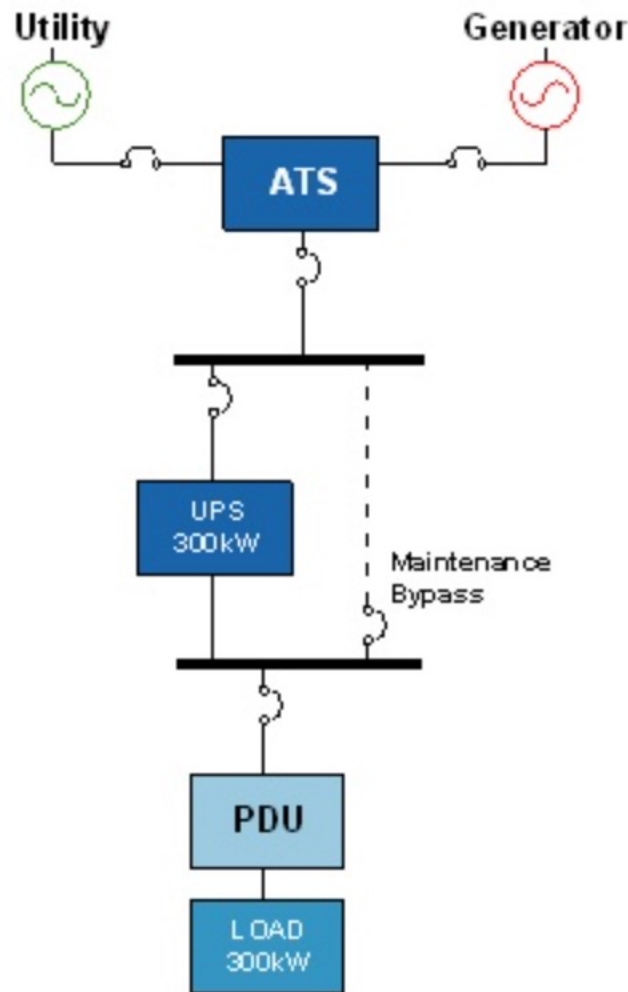 Utility
Generator
ATS
UPS
300kW
Maintenance
Bypass
PDU
LOAD
300kW